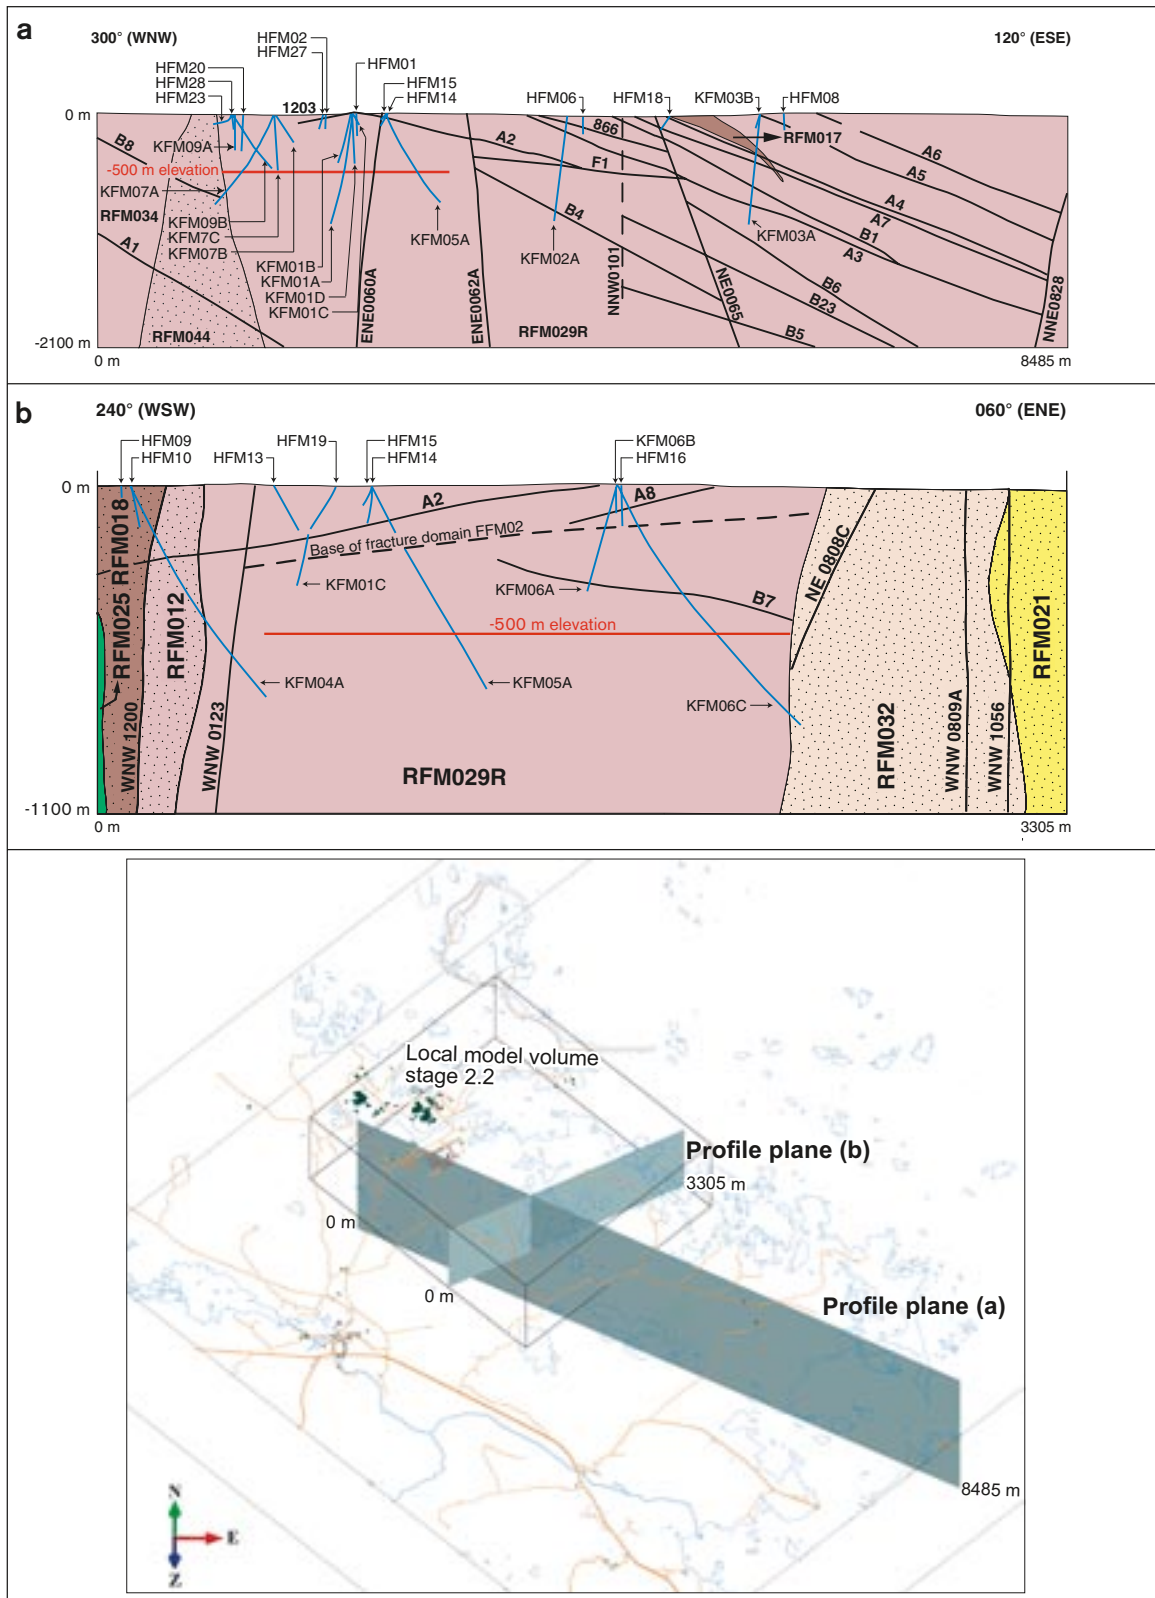 a
300° (WNW)
120° (ESE)
HFM02
HFM27
HFM01
HFM20
HFM28
HFM23
HFM15
HFM14
HFM06
HFM18
KFM03B
HFM08
0 m
1203
866
B8
KFM09A
A2
F1
RFM017
A6
A5
-500 m elevation
KFM07A
RFM034
A4
A7
B1
A3
B4
KFM09B
KFM7C
KFM07B
KFM05A
KFM02A
KFM03A
A1
KFM01B
KFM01A
KFM01D
KFM01C
ENE0060A
ENE0062A
NNW0101
NE0065
B6
B23
B5
NNE0828
RFM044
RFM029R
-2100 m
0 m
8485 m
b
240° (WSW)
060° (ENE)
HFM09
HFM10
HFM13
HFM19
HFM15
HFM14
KFM06B
HFM16
0 m
A2
A8
Base of fracture domain FFM02
RFM025 RFM018
RFM012
KFM01C
KFM06A
B7
NE 0808C
-500 m elevation
RFM021
KFM04A
KFM05A
KFM06C
WNW 1200
WNW 0123
RFM029R
RFM032
WNW 0809A
WNW 1056
-1100 m
0 m
3305 m
Local model volume
stage 2.2
Profile plane (b)
3305 m
0 m
0 m
Profile plane (a)
8485 m
N
E
Z